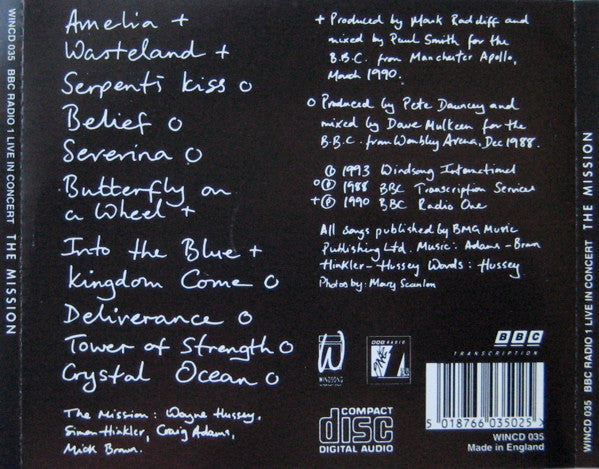 WINCD 035 BBC RADIO 1 LIVE IN CONCERT THE MISSION
Amelia +
Wasteland +
Serpents Kiss o
Belief o
Severina o
Butterfly on
a Wheel +
Into the Blue +
Kingdom Come o
Deliverance o
Tower of Strength o
Crystal Ocean o
The Mission: Wayne Hussey,
Simon Hinkler, Craig Adams,
Mick Brown.
+ Produced by Mark Radcliff and
mixed by Paul Smith for the
B.B.C. from Manchester Apollo,
March 1990.
o Produced by Pete Dauncey and
mixed by Dave Mulkeen for the
B.B.C. from Wembley Arena, Dec 1988.
℗ 1993 Windsong International
o ℗ 1988 BBC Transcription Services
+ ℗ 1990 BBC Radio One
All songs published by BMG Music
Publishing Ltd. Music: Adams-Brown
Hinkler-Hussey Words: Hussey
Photos by: Mary Scanlon
WINDSONG
BBC RADIO
BBC
TRANSCRIPTION
COMPACT
disc
DIGITAL AUDIO
5 018766 035025 >
WINCD 035
Made in England
WINCD 035 BBC RADIO 1 LIVE IN CONCERT THE MISSION